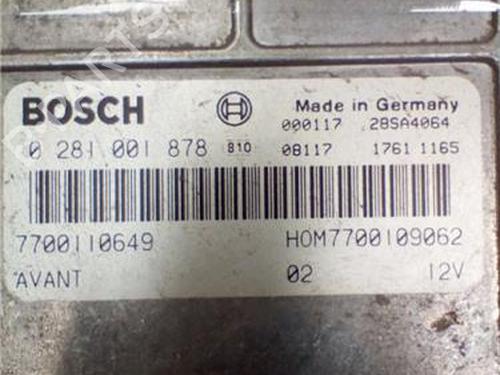 BOSCH Made in Germany
000117 28SA4064
0 281 001 878 810 08117 1761 1165
7700110649 HOM7700109062
AVANT 02 12V